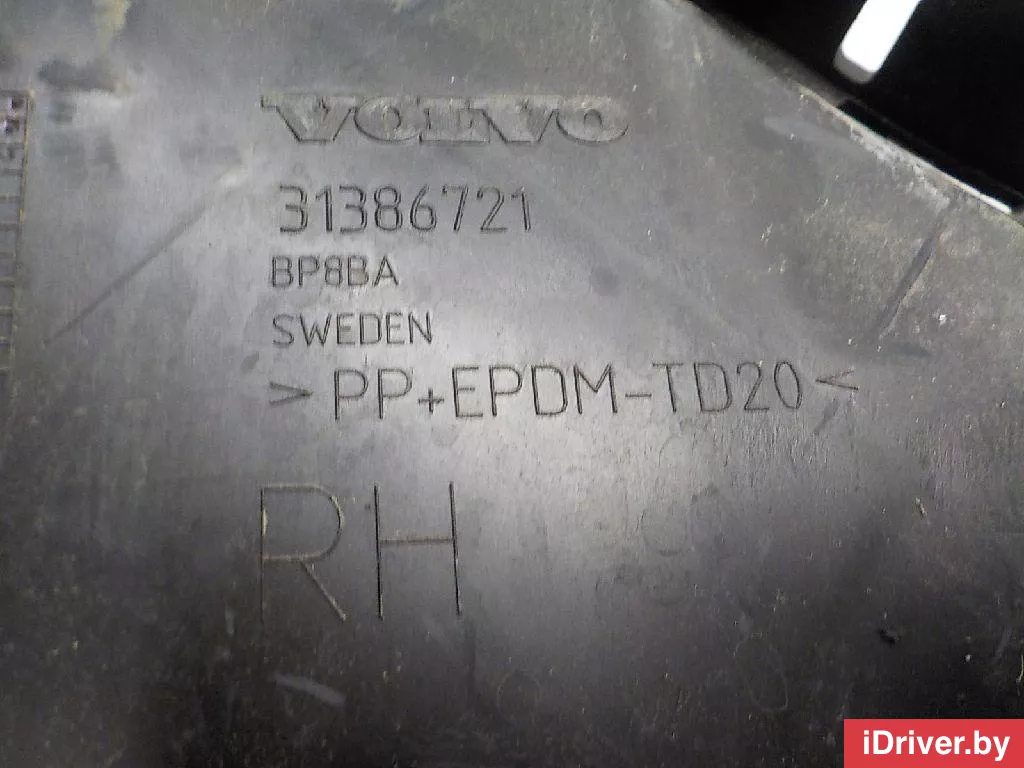 VOLVO
31386721
BP8BA
SWEDEN
>PP+EPDM-TD20<
RH
iDriver.by